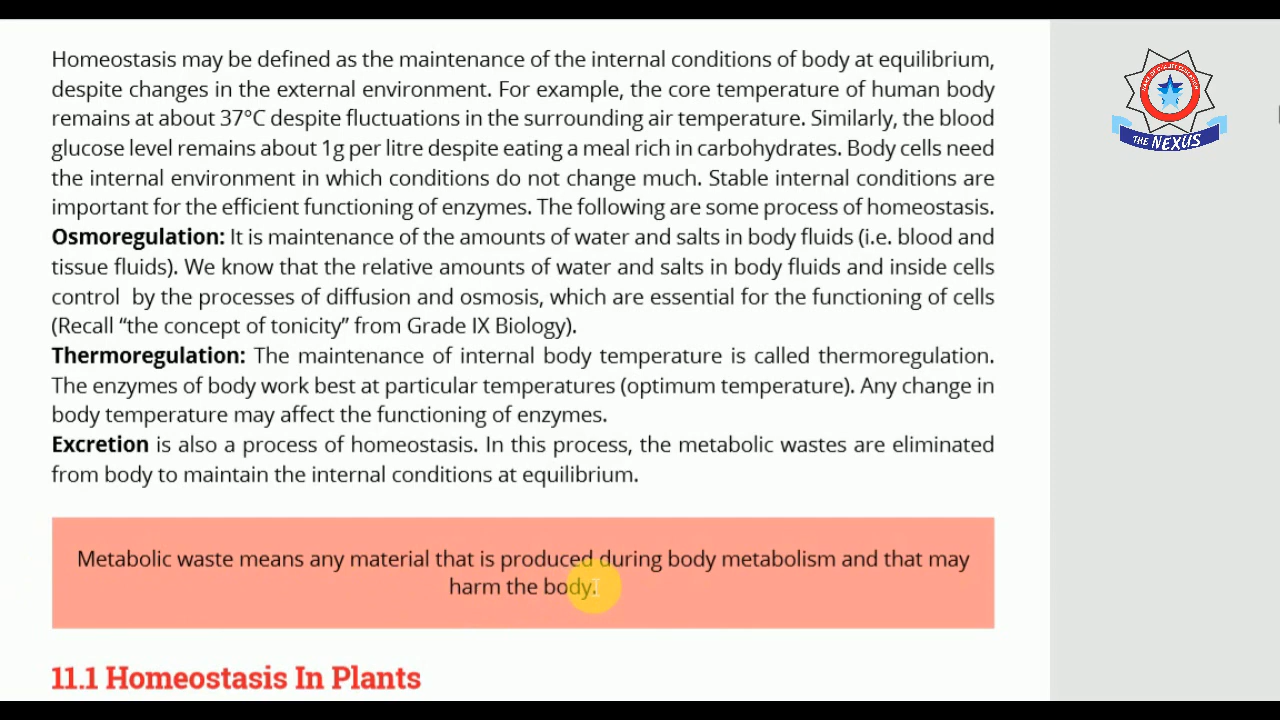 Homeostasis may be defined as the maintenance of the internal conditions of body at equilibrium,
despite changes in the external environment. For example, the core temperature of human body
remains at about 37°C despite fluctuations in the surrounding air temperature. Similarly, the blood
glucose level remains about 1g per litre despite eating a meal rich in carbohydrates. Body cells need
the internal environment in which conditions do not change much. Stable internal conditions are
important for the efficient functioning of enzymes. The following are some process of homeostasis.
Osmoregulation: It is maintenance of the amounts of water and salts in body fluids (i.e. blood and
tissue fluids). We know that the relative amounts of water and salts in body fluids and inside cells
control by the processes of diffusion and osmosis, which are essential for the functioning of cells
(Recall “the concept of tonicity” from Grade IX Biology).
Thermoregulation: The maintenance of internal body temperature is called thermoregulation.
The enzymes of body work best at particular temperatures (optimum temperature). Any change in
body temperature may affect the functioning of enzymes.
Excretion is also a process of homeostasis. In this process, the metabolic wastes are eliminated
from body to maintain the internal conditions at equilibrium.
Metabolic waste means any material that is produced during body metabolism and that may
harm the body.
11.1 Homeostasis In Plants
THE NEXUS